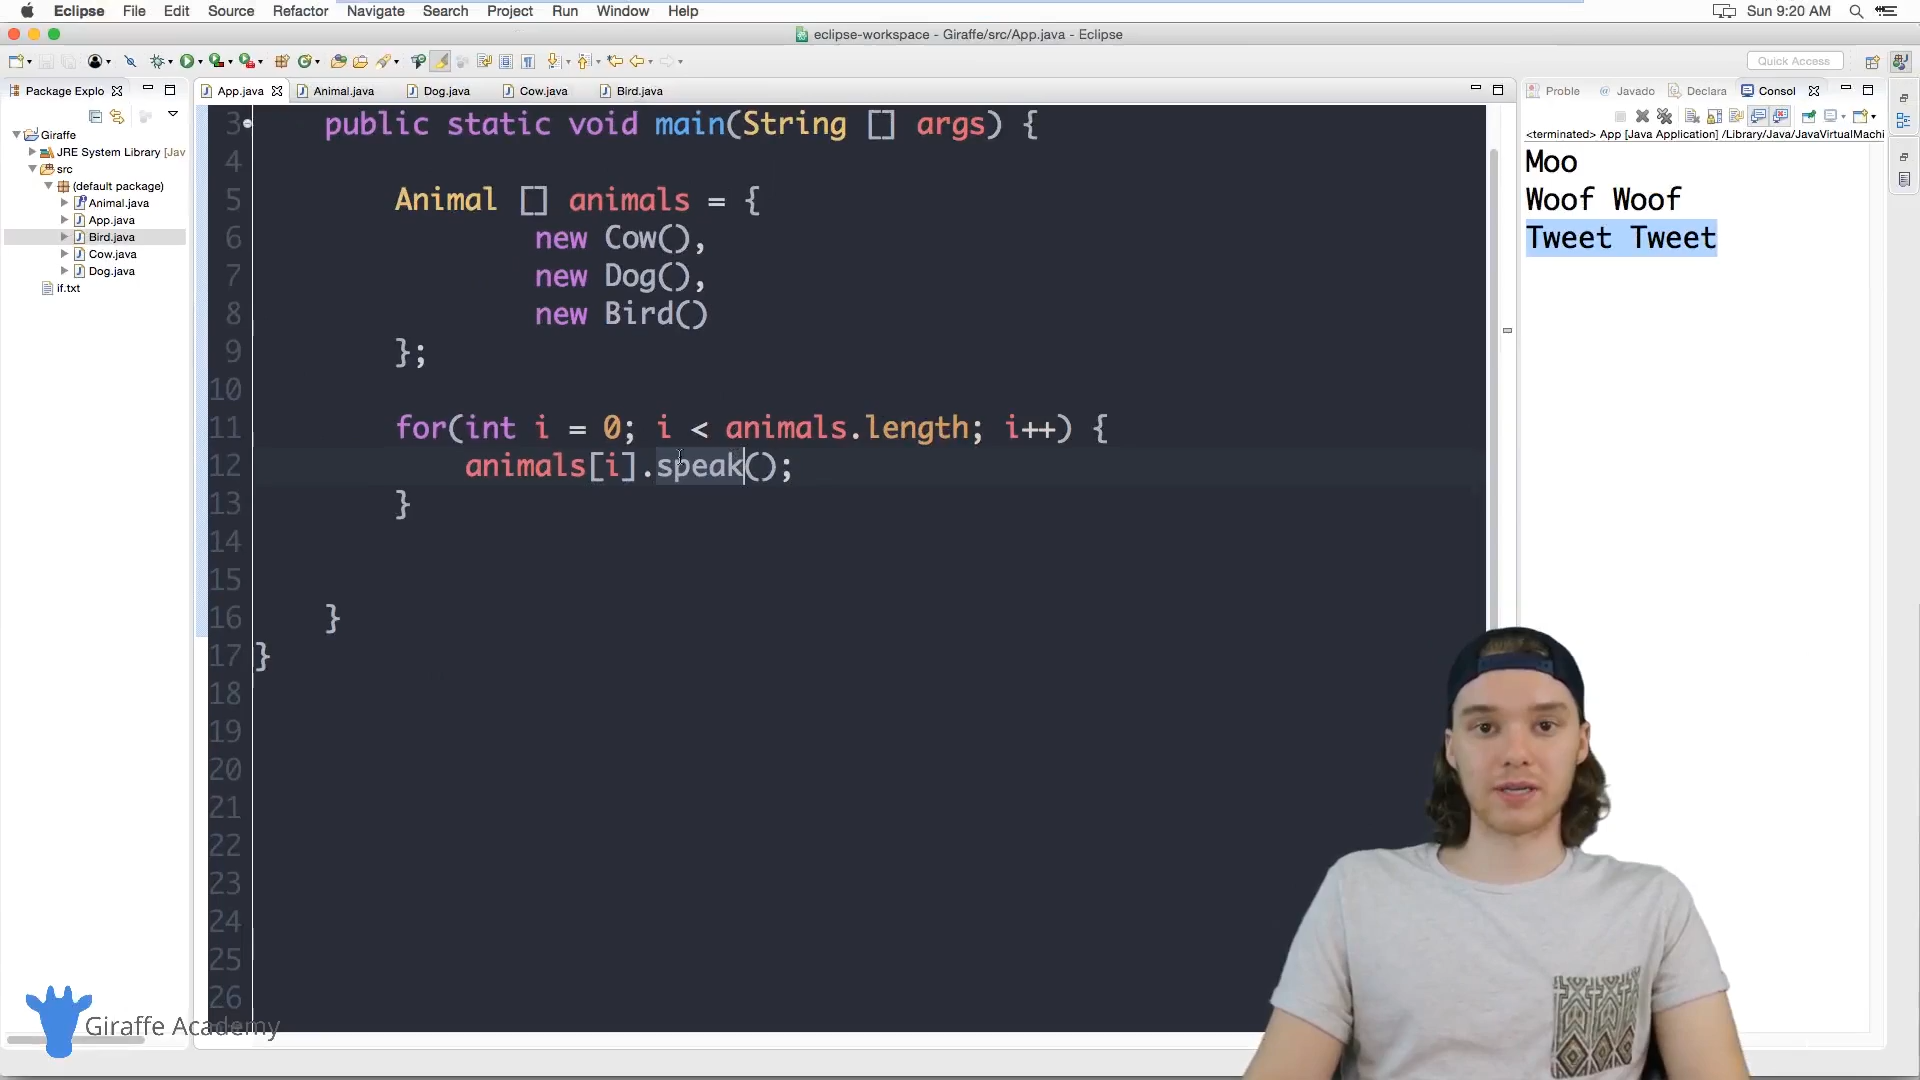 Eclipse File Edit Source Refactor Navigate Search Project Run Window Help Sun 9:20 AM
eclipse-workspace - Giraffe/src/App.java - Eclipse
Quick Access
Package Explo
App.java Animal.java Dog.java Cow.java Bird.java
Proble @ Javado Declara Consol
<terminated> App [Java Application] /Library/Java/JavaVirtualMachi
Giraffe
JRE System Library [Jav
src
(default package)
Animal.java
App.java
Bird.java
Cow.java
Dog.java
if.txt
3 public static void main(String [] args) {
4
5 Animal [] animals = {
6 new Cow(),
7 new Dog(),
8 new Bird()
9 };
10
11 for(int i = 0; i < animals.length; i++) {
12 animals[i].speak();
13 }
14
15
16 }
17 }
18
19
20
21
22
23
24
25
26
Moo
Woof Woof
Tweet Tweet
Giraffe Academy